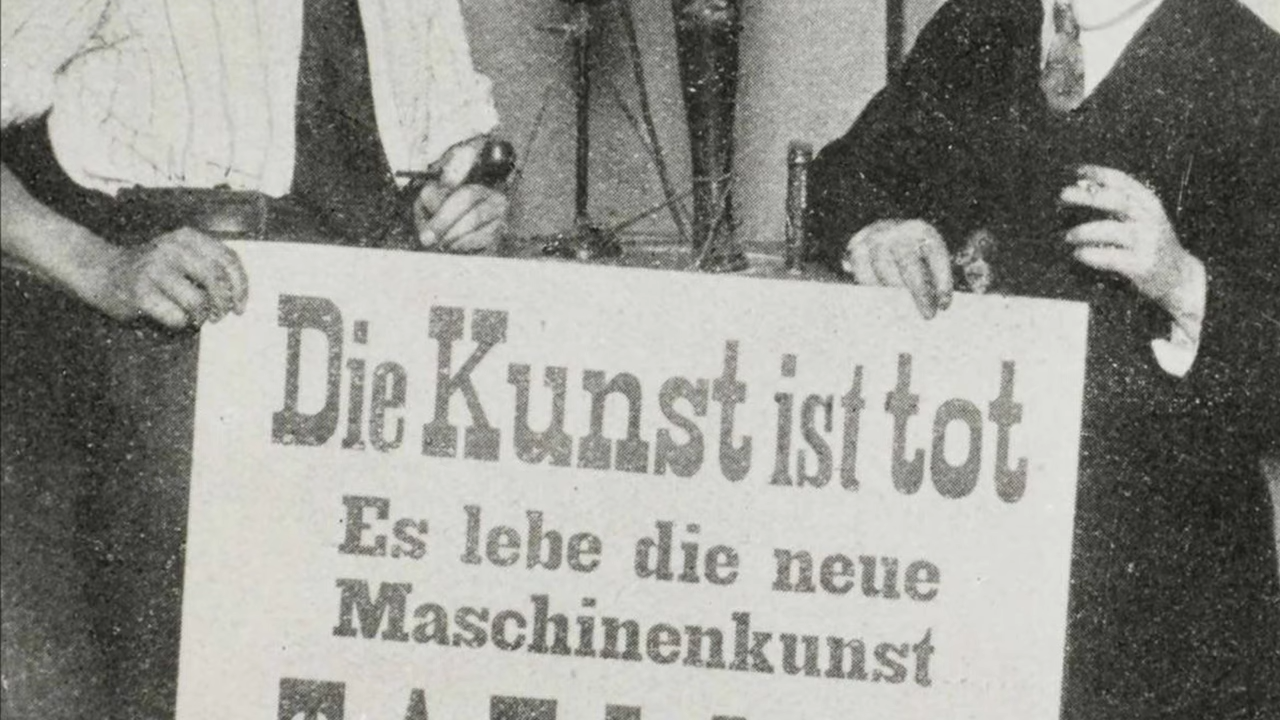 Die Kunst ist tot
Es lebe die neue
Maschinenkunst